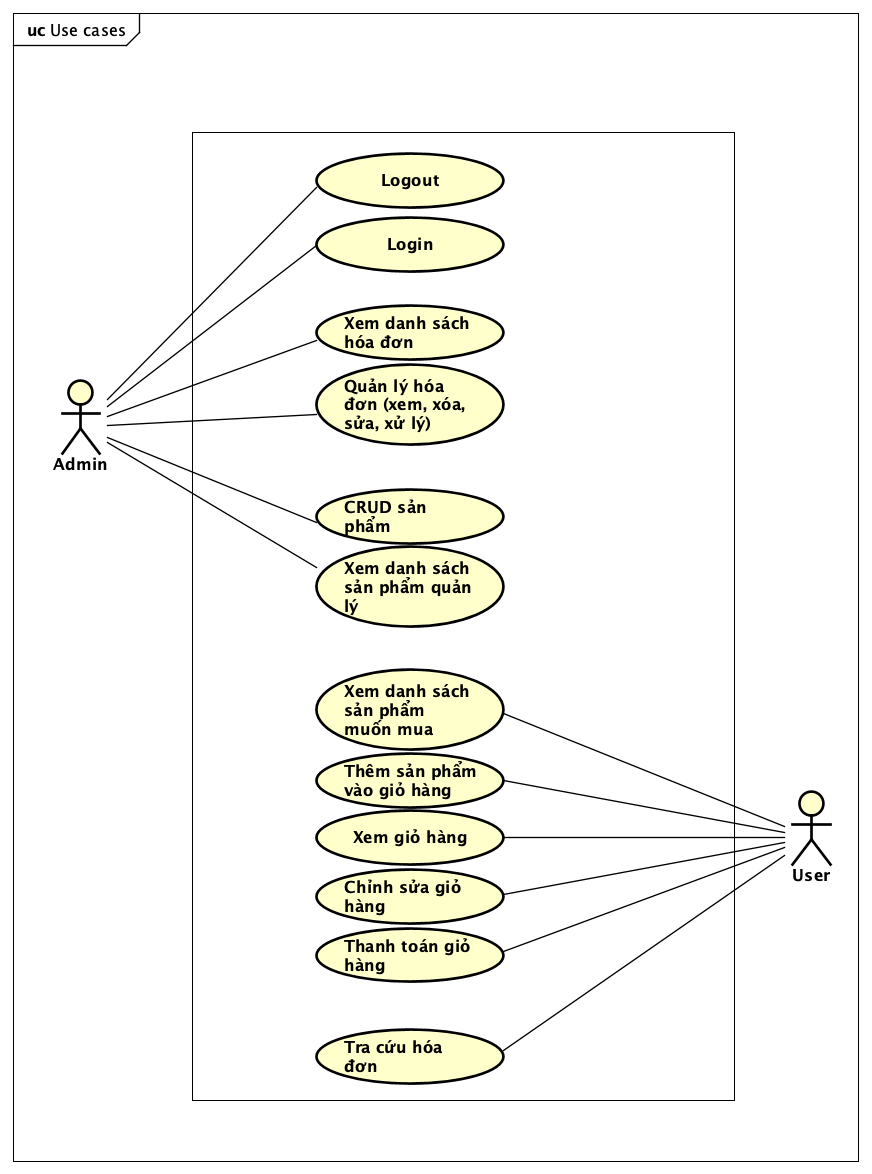 uc Use cases
Logout
Login
Xem danh sách
hóa đơn
Quản lý hóa
đơn (xem, xóa,
sửa, xử lý)
Admin
CRUD sản
phẩm
Xem danh sách
sản phẩm quản
lý
Xem danh sách
sản phẩm
muốn mua
Thêm sản phẩm
vào giỏ hàng
Xem giỏ hàng
User
Chỉnh sửa giỏ
hàng
Thanh toán giỏ
hàng
Tra cứu hóa
đơn